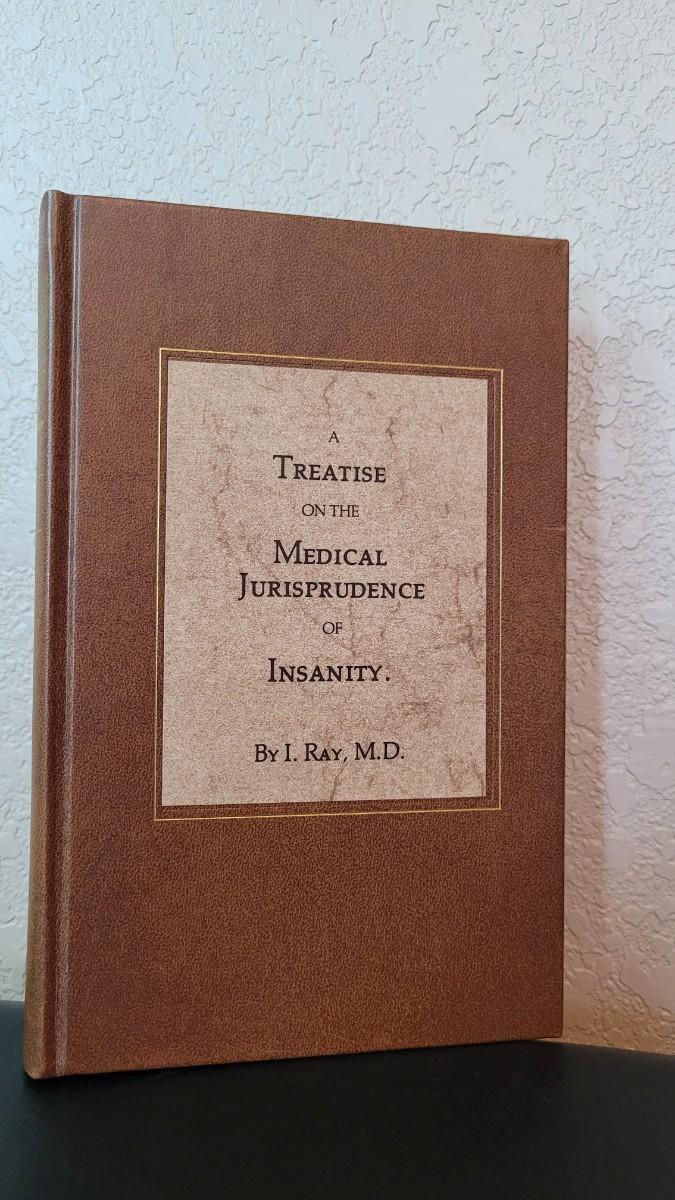 A
TREATISE
ON THE
MEDICAL
JURISPRUDENCE
OF
INSANITY.
BY I. RAY, M.D.